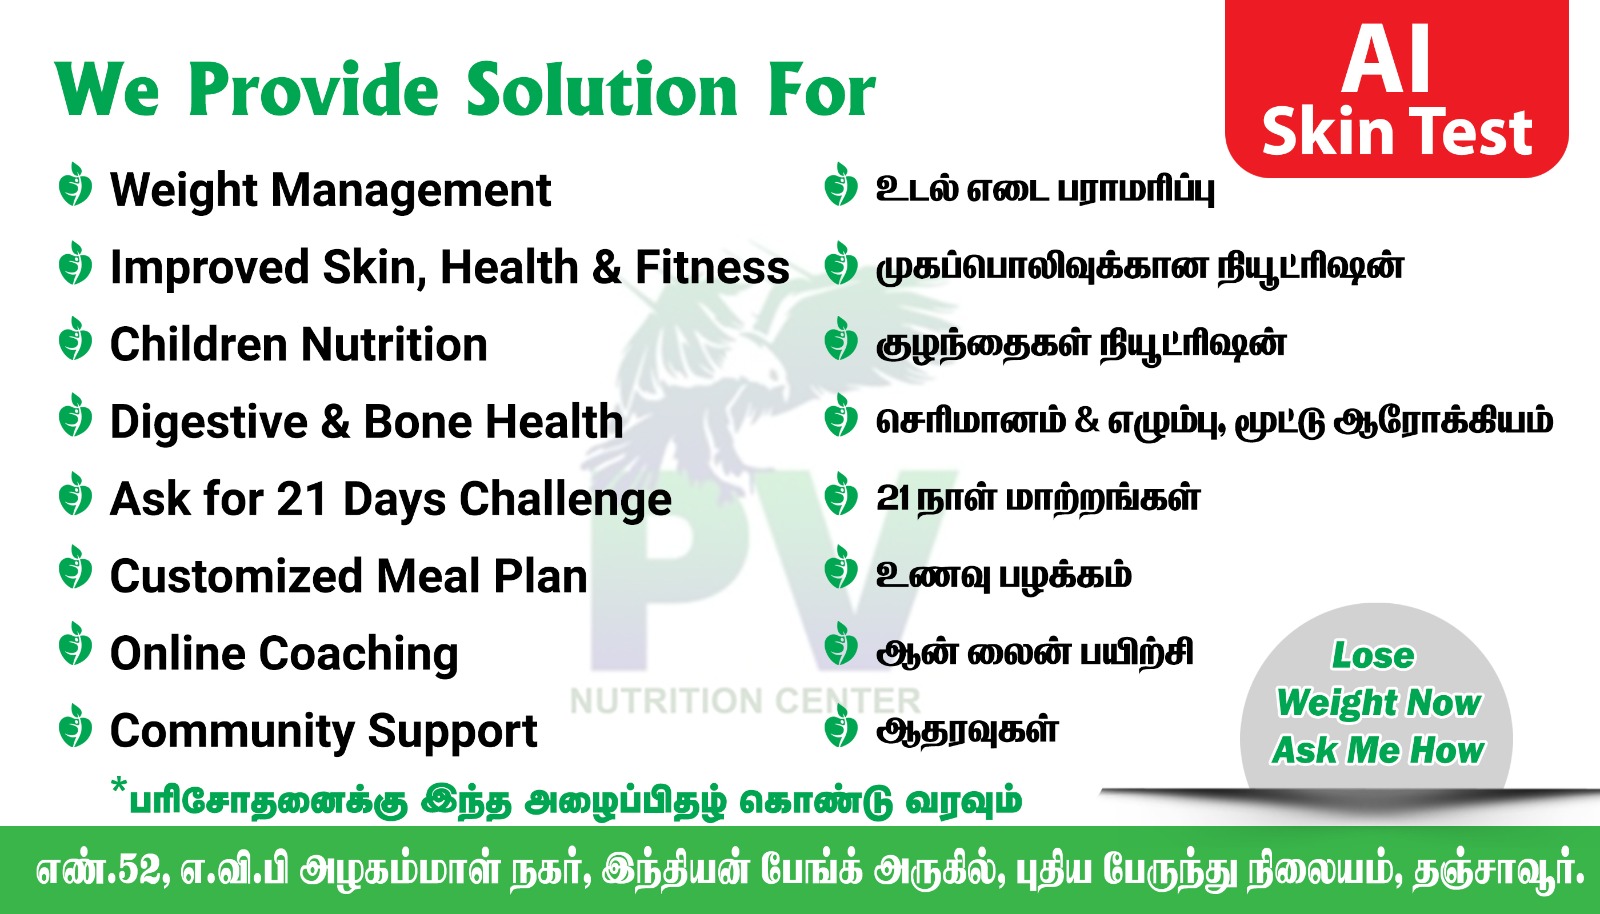 We Provide Solution For
AI
Skin Test
Weight Management
Improved Skin, Health & Fitness
Children Nutrition
Digestive & Bone Health
Ask for 21 Days Challenge
Customized Meal Plan
Online Coaching
Community Support
உடல் எடை பராமரிப்பு
முகப்பொலிவுக்கான நியூட்ரிஷன்
குழந்தைகள் நியூட்ரிஷன்
செரிமானம் & எழும்பு, மூட்டு ஆரோக்கியம்
21 நாள் மாற்றங்கள்
உணவு பழக்கம்
ஆன் லைன் பயிற்சி
ஆதரவுகள்
PV
NUTRITION CENTER
Lose
Weight Now
Ask Me How
*பரிசோதனைக்கு இந்த அழைப்பிதழ் கொண்டு வரவும்
எண்.52, எ.வி.பி அழகம்மாள் நகர், இந்தியன் பேங்க் அருகில், புதிய பேருந்து நிலையம், தஞ்சாவூர்.